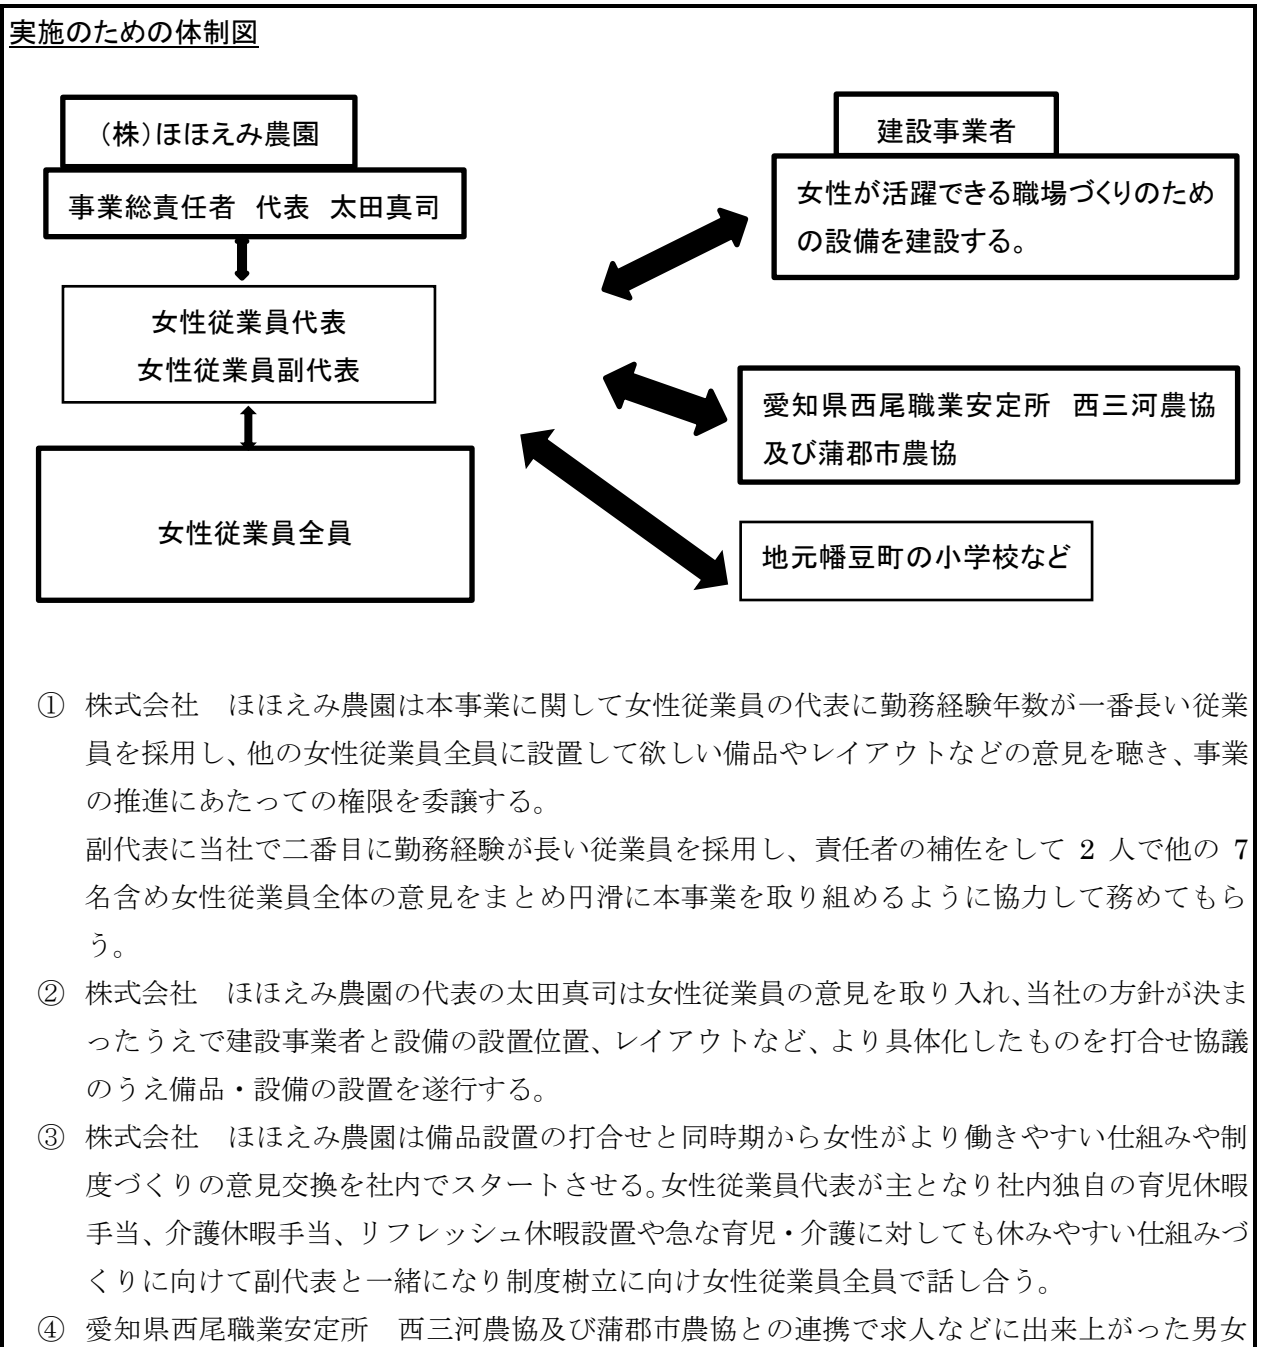 実施のための体制図
（株）ほほえみ農園
事業総責任者　代表　太田真司
女性従業員代表
女性従業員副代表
女性従業員全員
建設事業者
女性が活躍できる職場づくりのため
の設備を建設する。
愛知県西尾職業安定所　西三河農協
及び蒲郡市農協
地元幡豆町の小学校など
① 株式会社　ほほえみ農園は本事業に関して女性従業員の代表に勤務経験年数が一番長い従業
員を採用し、他の女性従業員全員に設置して欲しい備品やレイアウトなどの意見を聴き、事業
の推進にあたっての権限を委譲する。
副代表に当社で二番目に勤務経験が長い従業員を採用し、責任者の補佐をして 2 人で他の 7
名含め女性従業員全体の意見をまとめ円滑に本事業を取り組めるように協力して務めてもら
う。
② 株式会社　ほほえみ農園の代表の太田真司は女性従業員の意見を取り入れ、当社の方針が決ま
ったうえで建設事業者と設備の設置位置、レイアウトなど、より具体化したものを打合せ協議
のうえ備品・設備の設置を遂行する。
③ 株式会社　ほほえみ農園は備品設置の打合せと同時期から女性がより働きやすい仕組みや制
度づくりの意見交換を社内でスタートさせる。女性従業員代表が主となり社内独自の育児休暇
手当、介護休暇手当、リフレッシュ休暇設置や急な育児・介護に対しても休みやすい仕組みづ
くりに向けて副代表と一緒になり制度樹立に向け女性従業員全員で話し合う。
④ 愛知県西尾職業安定所　西三河農協及び蒲郡市農協との連携で求人などに出来上がった男女